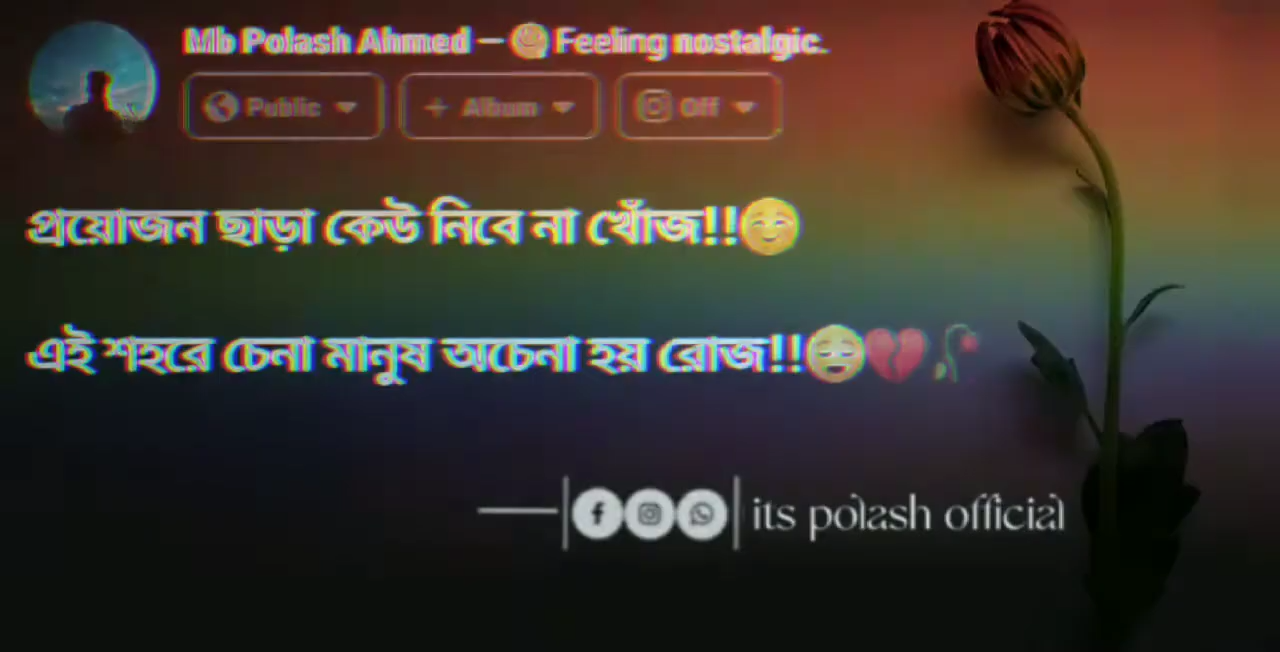 Mb Polash Ahmed – 😊 Feeling nostalgic.
Public + Album Off
প্রয়োজন ছাড়া কেউ নিবে না খোঁজ!!☺️
এই শহরে চেনা মানুষ অচেনা হয় রোজ!!😌💔🥀
its polash official